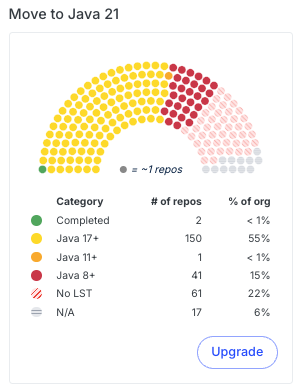 Move to Java 21
= ~1 repos
Category # of repos % of org
Completed 2 < 1%
Java 17+ 150 55%
Java 11+ 1 < 1%
Java 8+ 41 15%
No LST 61 22%
N/A 17 6%
Upgrade